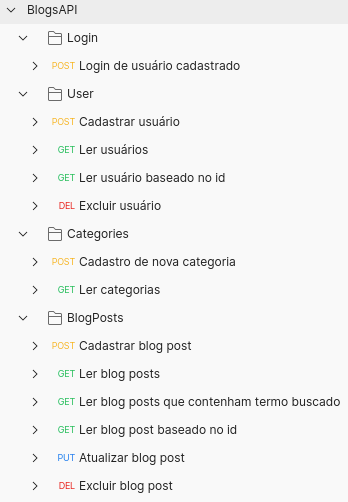 BlogsAPI
Login
POST Login de usuário cadastrado
User
POST Cadastrar usuário
GET Ler usuários
GET Ler usuário baseado no id
DEL Excluir usuário
Categories
POST Cadastro de nova categoria
GET Ler categorias
BlogPosts
POST Cadastrar blog post
GET Ler blog posts
GET Ler blog posts que contenham termo buscado
GET Ler blog post baseado no id
PUT Atualizar blog post
DEL Excluir blog post